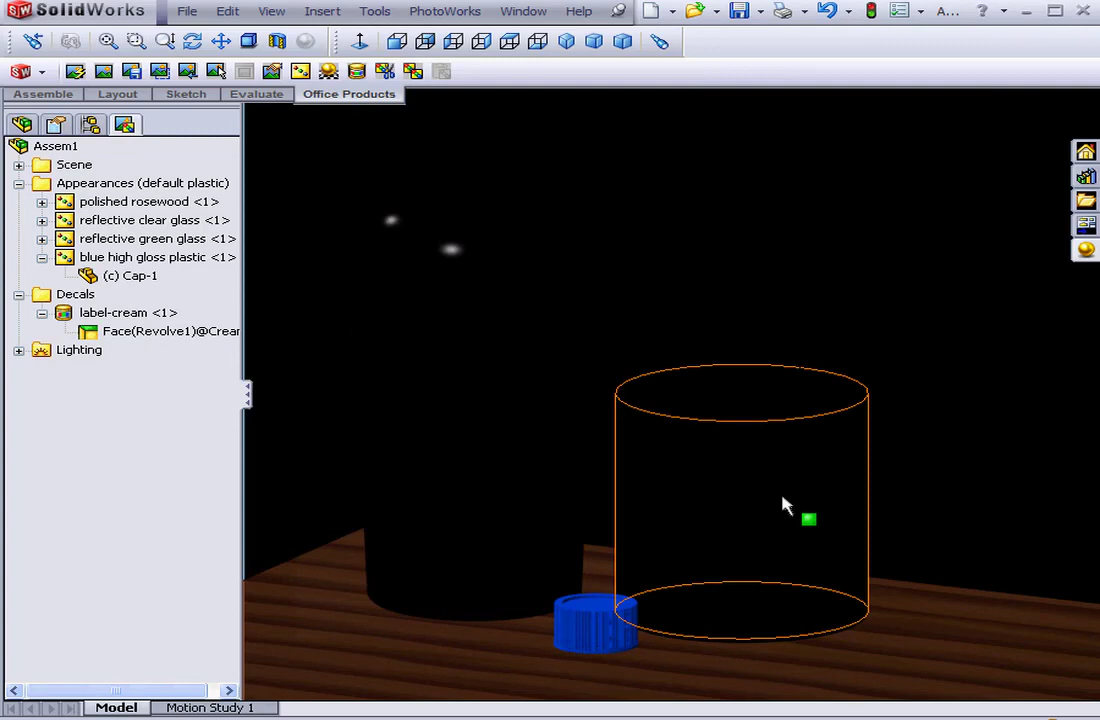 SW SolidWorks File Edit View Insert Tools PhotoWorks Window Help A... ?
SW
Assemble Layout Sketch Evaluate Office Products
Assem1
Scene
Appearances (default plastic)
polished rosewood <1>
reflective clear glass <1>
reflective green glass <1>
blue high gloss plastic <1>
(c) Cap-1
Decals
label-cream <1>
Face(Revolve1)@Crear
Lighting
Model Motion Study 1